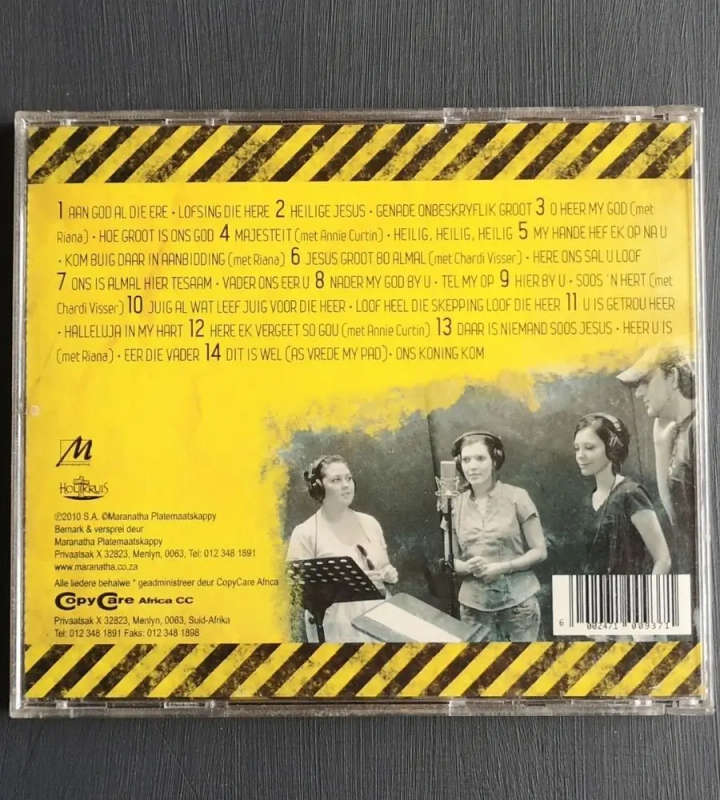 1 AAN GOD AL DIE ERE • LOFSING DIE HERE 2 HEILIGE JESUS • GENADE ONBESKRYFLIK GROOT 3 O HEER MY GOD (met
Riana) • HOE GROOT IS ONS GOD 4 MAJESTEIT (met Annie Curtin) • HEILIG, HEILIG, HEILIG 5 MY HANDE HEF EK OP NA U
• KOM BUIG DAAR IN AANBIDDING (met Riana) 6 JESUS GROOT BO ALMAL (met Chardi Visser) • HERE ONS SAL U LOOF
7 ONS IS ALMAL HIER TESAAM • VADER ONS EER U 8 NADER MY GOD BY U • TEL MY OP 9 HIER BY U • SOOS 'N HERT (met
Chardi Visser) 10 JUIG AL WAT LEEF JUIG VOOR DIE HEER • LOOF HEEL DIE SKEPPING LOOF DIE HEER 11 U IS GETROU HEER
• HALLELUJA IN MY HART 12 HERE EK VERGEET SO GOU (met Annie Curtin) • 13 DAAR IS NIEMAND SOOS JESUS • HEER U IS
(met Riana) • EER DIE VADER 14 DIT IS WEL (AS VREDE MY PAD) • ONS KONING KOM
M
HOUTKRUIS
℗2010 S.A. ©Maranatha Platemaatskappy
Bemark & versprei deur
Maranatha Platemaatskappy
Privaatsak X 32823, Menlyn, 0063, Tel: 012 348 1891
www.maranatha.co.za
Alle liedere behalwe * geadministreer deur CopyCare Africa
CopyCare Africa CC
Privaatsak X 32823, Menlyn, 0063, Suid-Afrika
Tel: 012 348 1891 Faks: 012 348 1898
6 002471 009371